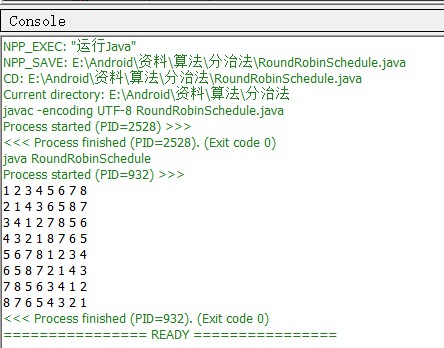 Console
NPP_EXEC: "运行Java"
NPP_SAVE: E:\Android\资料\算法\分治法\RoundRobinSchedule.java
CD: E:\Android\资料\算法\分治法\RoundRobinSchedule.java
Current directory: E:\Android\资料\算法\分治法
javac -encoding UTF-8 RoundRobinSchedule.java
Process started (PID=2528) >>>
<<< Process finished (PID=2528). (Exit code 0)
java RoundRobinSchedule
Process started (PID=932) >>>
1 2 3 4 5 6 7 8
2 1 4 3 6 5 8 7
3 4 1 2 7 8 5 6
4 3 2 1 8 7 6 5
5 6 7 8 1 2 3 4
6 5 8 7 2 1 4 3
7 8 5 6 3 4 1 2
8 7 6 5 4 3 2 1
<<< Process finished (PID=932). (Exit code 0)
================ READY ================